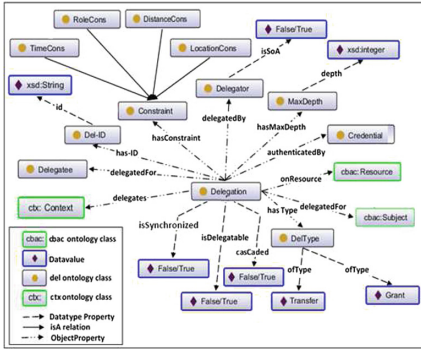 RoleCons
DistanceCons
False/True
TimeCons
LocationCons
isSoA
xsd:integer
xsd:String
Delegator
depth
id
Constraint
MaxDepth
delegatedBy
Del-ID
hasConstraint
hasMaxDepth
Credential
has-ID
authenticatedBy
Delegatee
delegatedFor
onResource
cbac:Resource
Delegation
delegates
ctx: Context
hasType
delegatedFor
cbac:Subject
isSynchronized
cbac: cbac ontology class
isDelegatable
casCaded
DelType
Datavalue
False/True
False/True
ofType
ofType
del ontology class
ctx: ctxontology class
False/True
Transfer
Grant
Datatype Property
isA relation
ObjectProperty